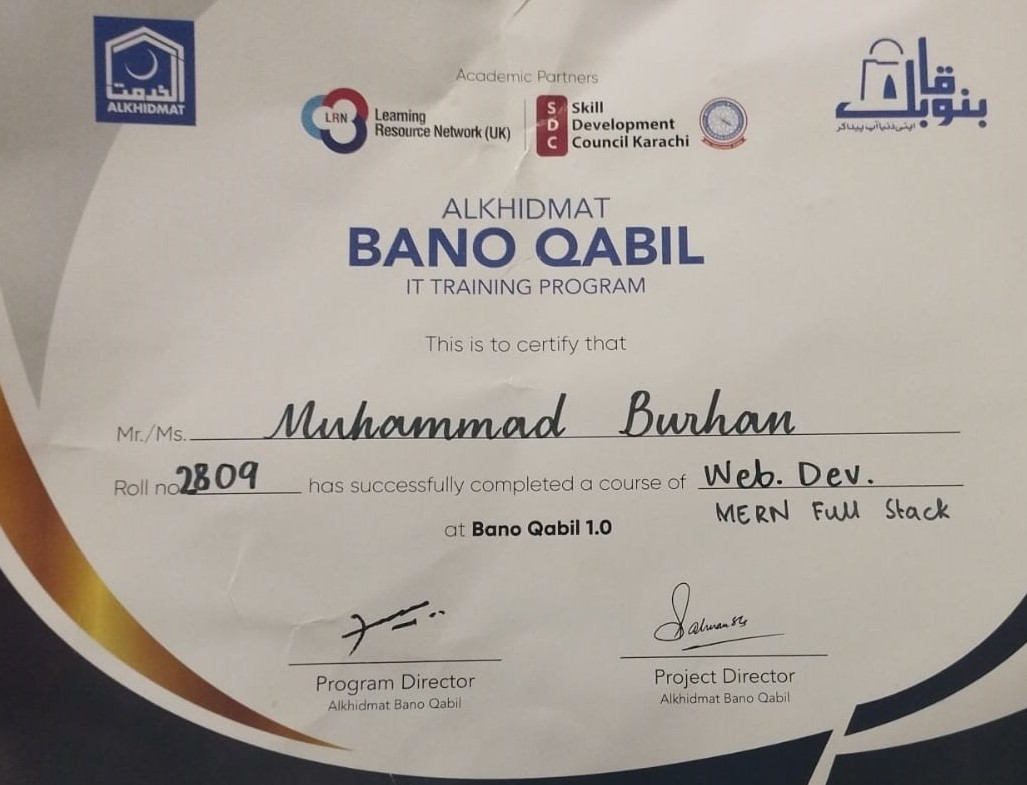 الخدمت
ALKHIDMAT
Academic Partners
LRN Learning
Resource Network (UK)
SDC Skill
Development
Council Karachi
بنو قابل
اپنی دنیا آپ پیدا کر
ALKHIDMAT
BANO QABIL
IT TRAINING PROGRAM
This is to certify that
Mr./Ms. Muhammad Burhan
Roll no 2809 has successfully completed a course of Web. Dev.
MERN Full Stack
at Bano Qabil 1.0
Program Director
Alkhidmat Bano Qabil
Project Director
Alkhidmat Bano Qabil